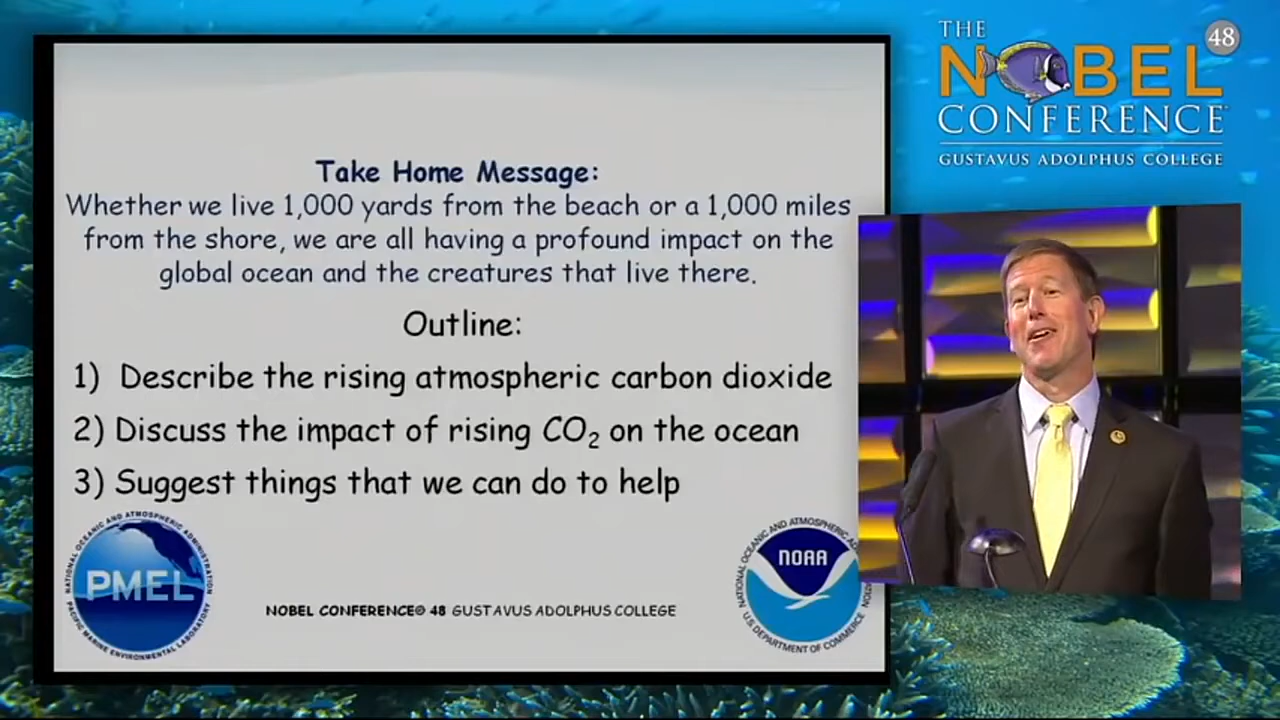 Take Home Message:
Whether we live 1,000 yards from the beach or a 1,000 miles
from the shore, we are all having a profound impact on the
global ocean and the creatures that live there.
Outline:
1) Describe the rising atmospheric carbon dioxide
2) Discuss the impact of rising CO₂ on the ocean
3) Suggest things that we can do to help
NATIONAL OCEANIC AND ATMOSPHERIC ADMINISTRATION
PMEL
PACIFIC MARINE ENVIRONMENTAL LABORATORY
NOBEL CONFERENCE© 48 GUSTAVUS ADOLPHUS COLLEGE
NATIONAL OCEANIC AND ATMOSPHERIC
NOAA
U.S. DEPARTMENT OF COMMERCE
THE
NOBEL
48
CONFERENCE
GUSTAVUS ADOLPHUS COLLEGE